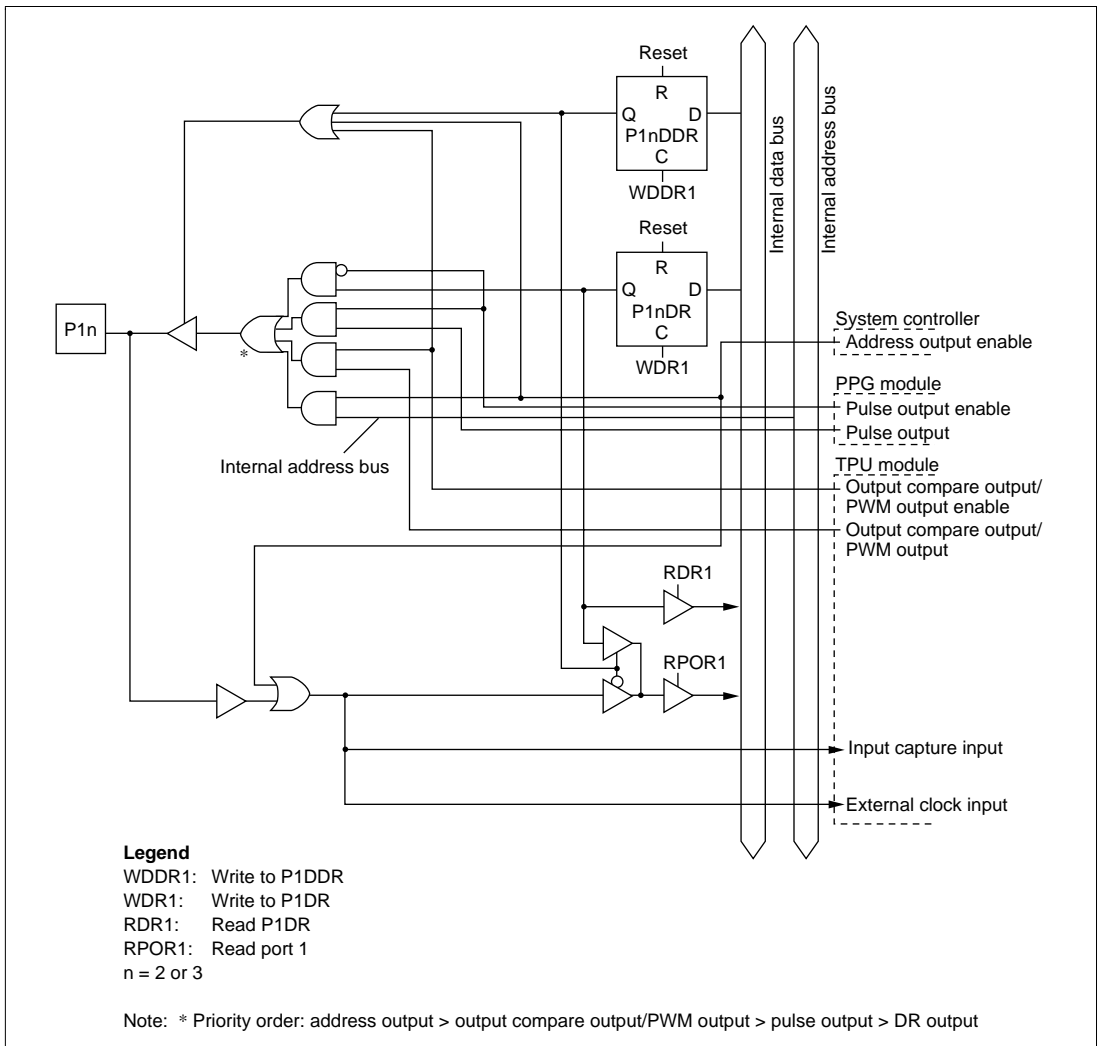 Reset
R
Q D
P1nDDR
C
WDDR1
Reset
R
Q D
P1nDR
C
WDR1
Internal data bus
Internal address bus
P1n
*
Internal address bus
System controller
Address output enable
PPG module
Pulse output enable
Pulse output
TPU module
Output compare output/
PWM output enable
Output compare output/
PWM output
RDR1
RPOR1
Input capture input
External clock input
Legend
WDDR1: Write to P1DDR
WDR1: Write to P1DR
RDR1: Read P1DR
RPOR1: Read port 1
n = 2 or 3
Note: * Priority order: address output > output compare output/PWM output > pulse output > DR output